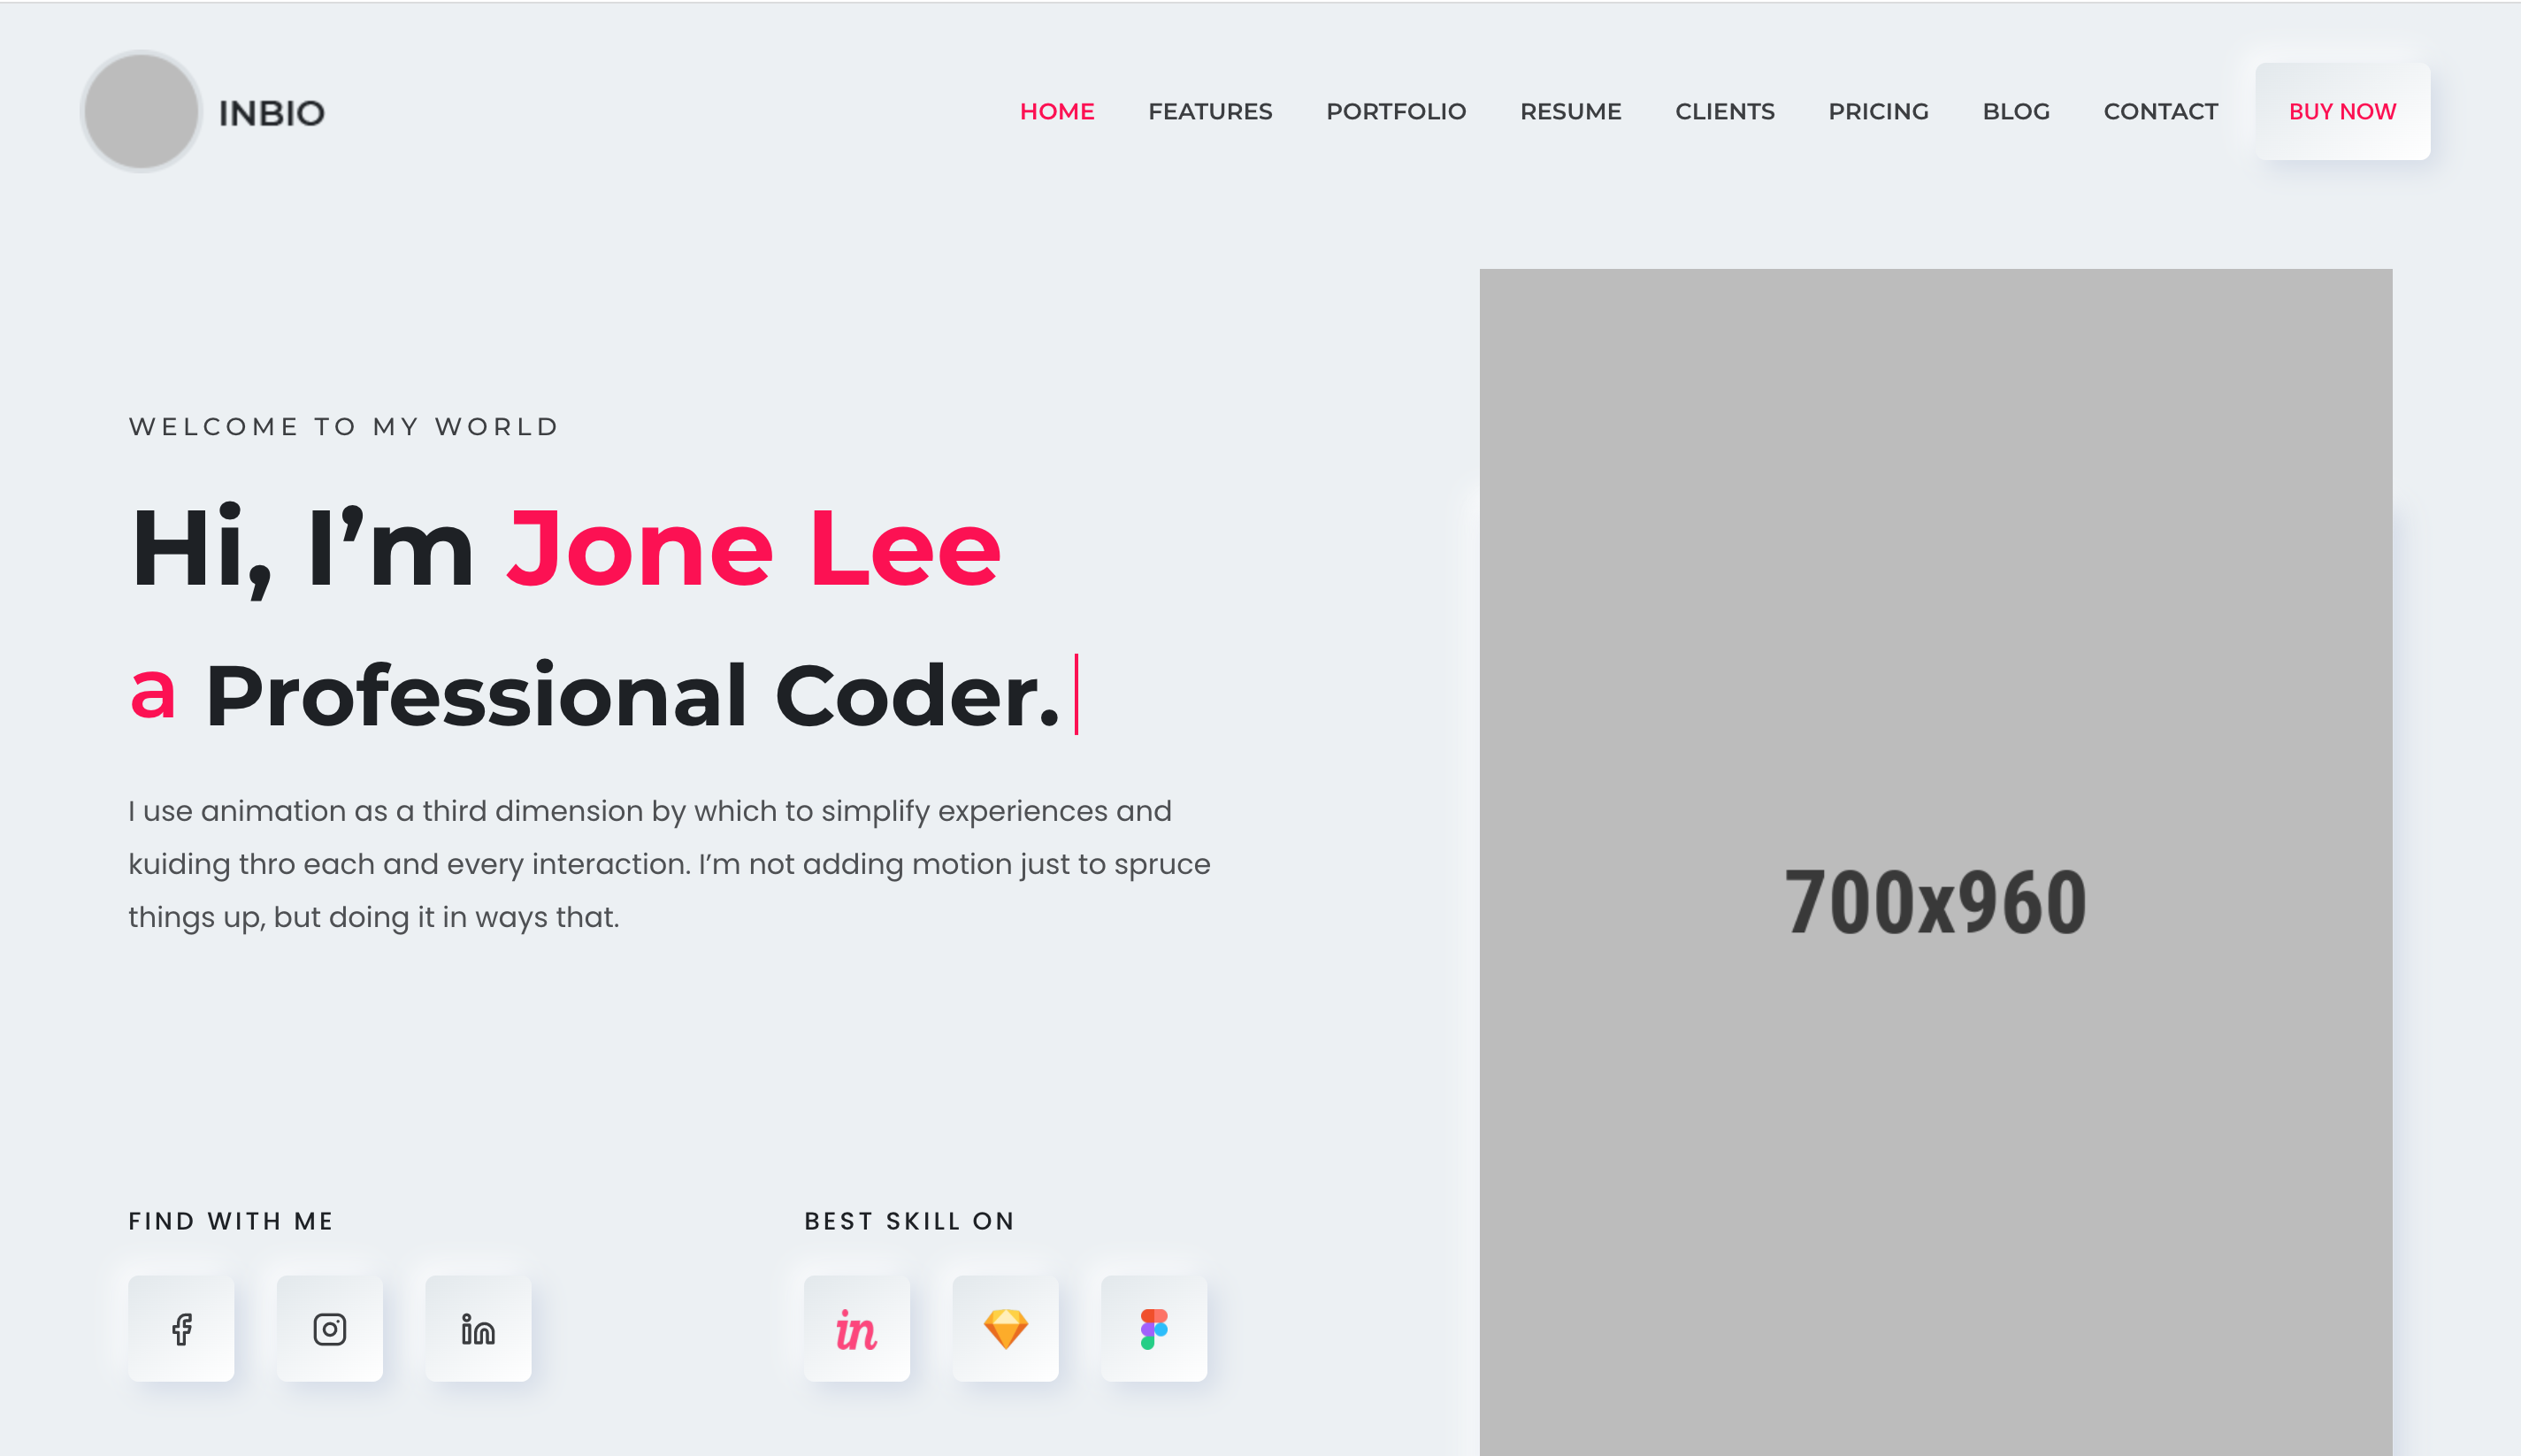 INBIO
HOME FEATURES PORTFOLIO RESUME CLIENTS PRICING BLOG CONTACT BUY NOW
WELCOME TO MY WORLD
Hi, I’m Jone Lee
a Professional Coder.
I use animation as a third dimension by which to simplify experiences and
kuiding thro each and every interaction. I’m not adding motion just to spruce
things up, but doing it in ways that.
700x960
FIND WITH ME
BEST SKILL ON
in
in